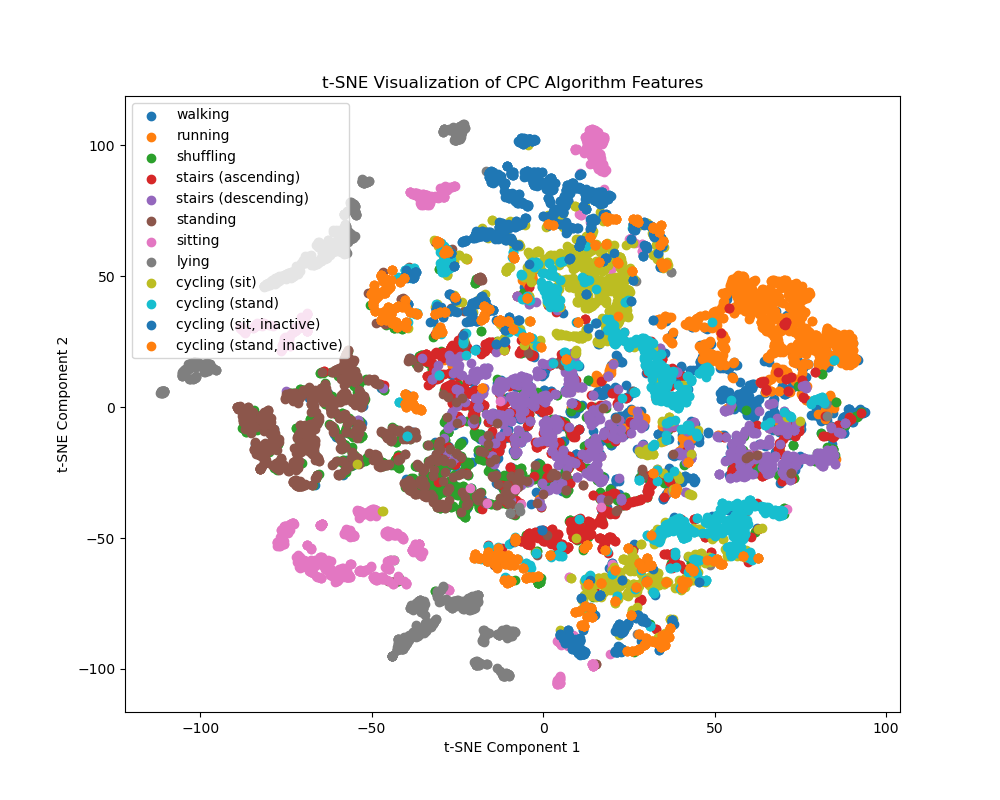 t-SNE Visualization of CPC Algorithm Features
walking
running
shuffling
stairs (ascending)
stairs (descending)
standing
sitting
lying
cycling (sit)
cycling (stand)
cycling (sit, inactive)
cycling (stand, inactive)
100
50
0
−50
−100
t-SNE Component 2
−100
−50
0
50
100
t-SNE Component 1